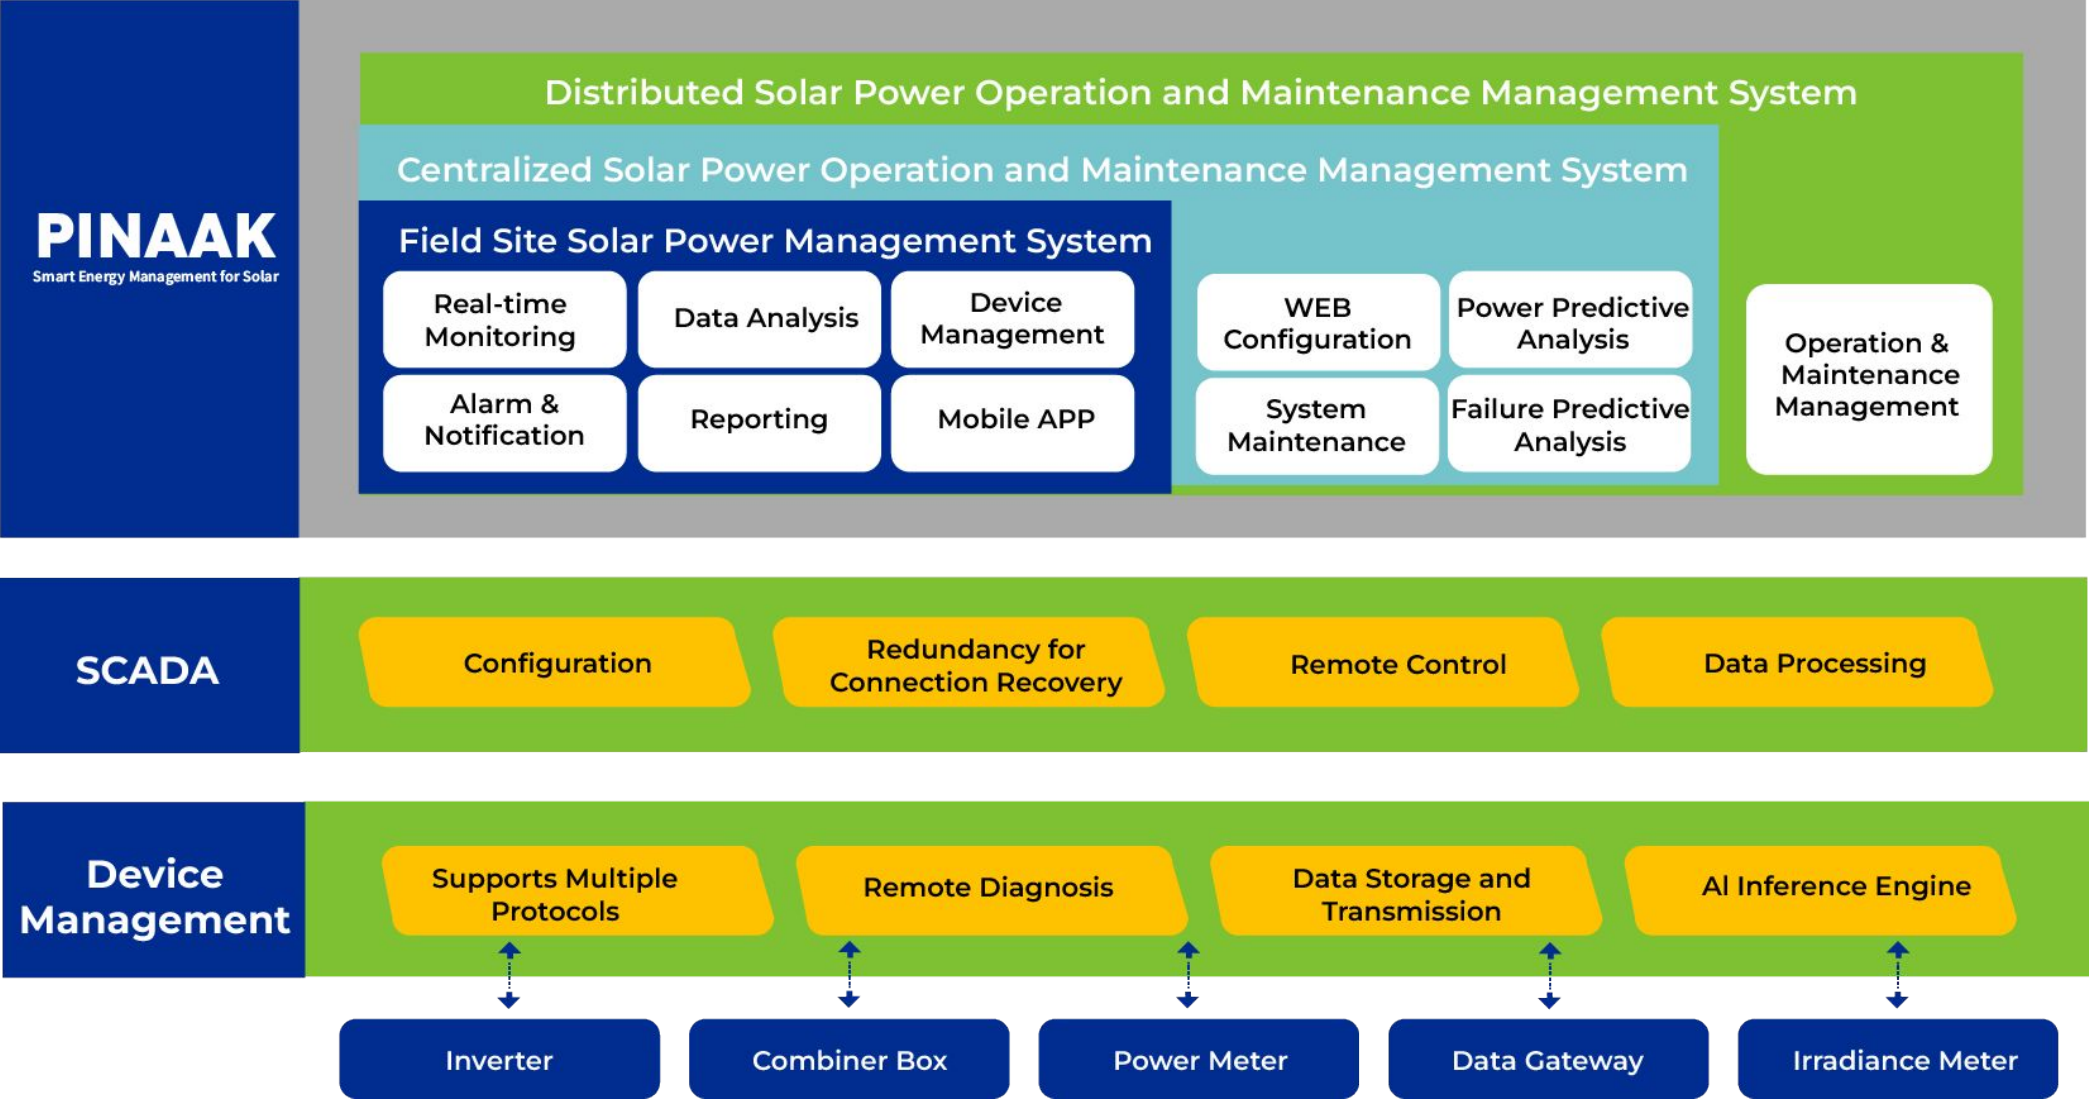 Distributed Solar Power Operation and Maintenance Management System
Centralized Solar Power Operation and Maintenance Management System
Field Site Solar Power Management System
PINAAK
Smart Energy Management for Solar
Real-time
Monitoring
Data Analysis
Device
Management
WEB
Configuration
Power Predictive
Analysis
Operation &
Maintenance
Management
Alarm &
Notification
Reporting
Mobile APP
System
Maintenance
Failure Predictive
Analysis
SCADA
Configuration
Redundancy for
Connection Recovery
Remote Control
Data Processing
Device
Management
Supports Multiple
Protocols
Remote Diagnosis
Data Storage and
Transmission
AI Inference Engine
Inverter
Combiner Box
Power Meter
Data Gateway
Irradiance Meter